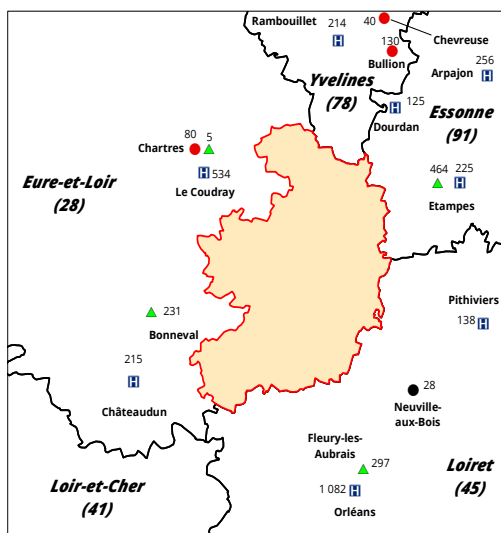 Rambouillet
214
40
Chevreuse
130
Bullion
256
Arpajon
Yvelines
(78)
125
Dourdan
Essonne
(91)
80
5
Chartres
H 534
Le Coudray
Eure-et-Loir
(28)
464
225
Etampes
231
Bonneval
Pithiviers
138
215
Châteaudun
28
Neuville-
aux-Bois
Fleury-les-
Aubrais
297
1 082
Orléans
Loiret
(45)
Loir-et-Cher
(41)